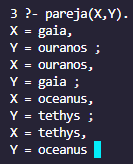 3 ?- pareja(X,Y).
X = gaia,
Y = ouranos ;
X = ouranos,
Y = gaia ;
X = oceanus,
Y = tethys ;
X = tethys,
Y = oceanus